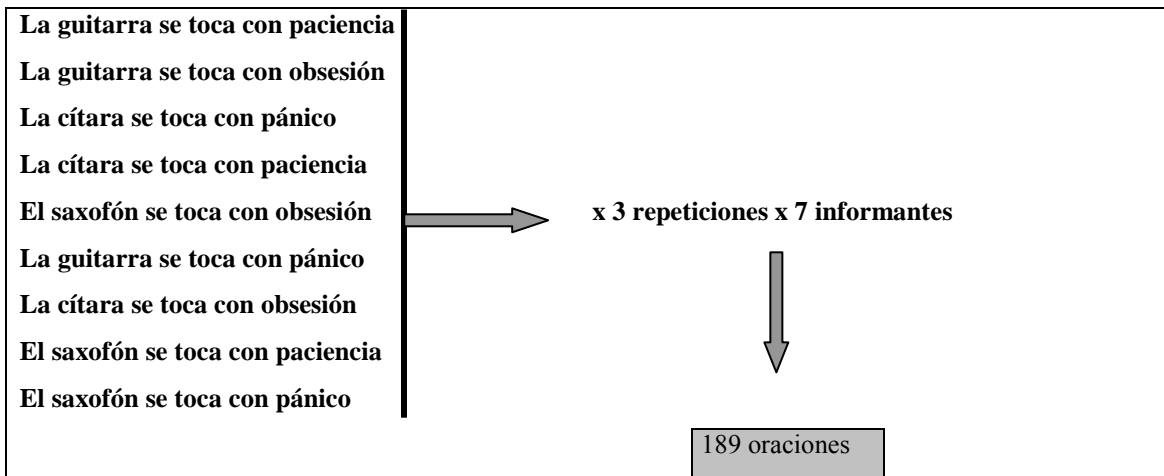 La guitarra se toca con paciencia
La guitarra se toca con obsesión
La cítara se toca con pánico
La cítara se toca con paciencia
El saxofón se toca con obsesión
La guitarra se toca con pánico
La cítara se toca con obsesión
El saxofón se toca con paciencia
El saxofón se toca con pánico
x 3 repeticiones x 7 informantes
189 oraciones